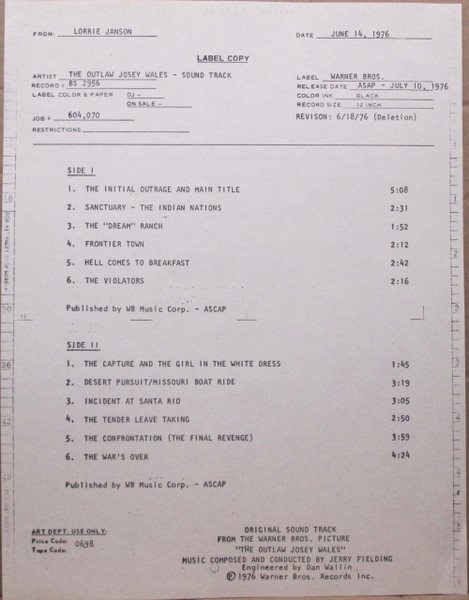 FROM: LORRIE JANSON DATE JUNE 14, 1976
LABEL COPY
ARTIST THE OUTLAW JOSEY WALES - SOUND TRACK LABEL WARNER BROS.
RECORD # BS 2956 RELEASE DATE ASAP - JULY 10, 1976
LABEL COLOR & PAPER DJ - COLOR INK BLACK
ON SALE - RECORD SIZE 12 INCH
JOB # 604,070 REVISON: 6/18/76 (Deletion)
RESTRICTIONS
SIDE I
1. THE INITIAL OUTRAGE AND MAIN TITLE 5:08
2. SANCTUARY - THE INDIAN NATIONS 2:31
3. THE "DREAM" RANCH 1:52
4. FRONTIER TOWN 2:12
5. HELL COMES TO BREAKFAST 2:42
6. THE VIOLATORS 2:16
Published by WB Music Corp. - ASCAP
SIDE II
1. THE CAPTURE AND THE GIRL IN THE WHITE DRESS 1:45
2. DESERT PURSUIT/MISSOURI BOAT RIDE 3:19
3. INCIDENT AT SANTA RIO 3:05
4. THE TENDER LEAVE TAKING 2:50
5. THE CONFRONTATION (THE FINAL REVENGE) 3:59
6. THE WAR'S OVER 4:24
Published by WB Music Corp. - ASCAP
ART DEPT. USE ONLY:
Price Code: 0698
Tape Code:
ORIGINAL SOUND TRACK
FROM THE WARNER BROS. PICTURE
"THE OUTLAW JOSEY WALES"
MUSIC COMPOSED AND CONDUCTED BY JERRY FIELDING
Engineered by Dan Wallin
© 1976 Warner Bros. Records Inc.